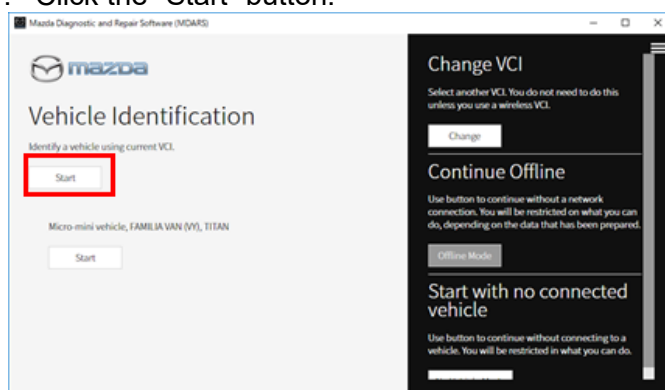 Click the "Start" button.
Mazda Diagnostic and Repair Software (MDARS)
mazda
Vehicle Identification
Identify a vehicle using current VCI.
Start
Micro-mini vehicle, FAMILIA VAN (VY), TITAN
Start
Change VCI
Select another VCI. You do not need to do this
unless you use a wireless VCI.
Change
Continue Offline
Use button to continue without a network
connection. You will be restricted on what you can
do, depending on the data that has been prepared.
Offline Mode
Start with no connected
vehicle
Use button to continue without connecting to a
vehicle. You will be restricted in what you can do.